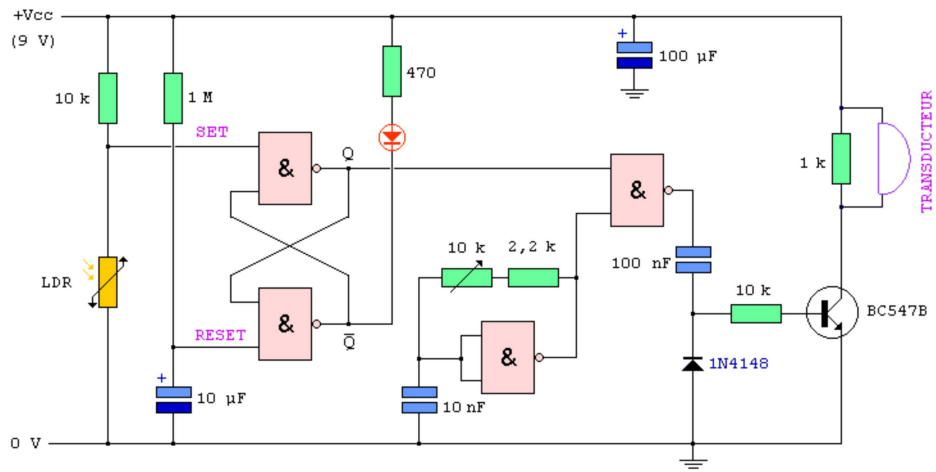 +Vcc
(9 V)
10 k
1 M
470
+
100 µF
SET
&
Q
&
1 k
TRANSDUCTEUR
LDR
10 k
2,2 k
100 nF
10 k
BC547B
RESET
&
Q̅
&
1N4148
+
10 µF
10 nF
0 V